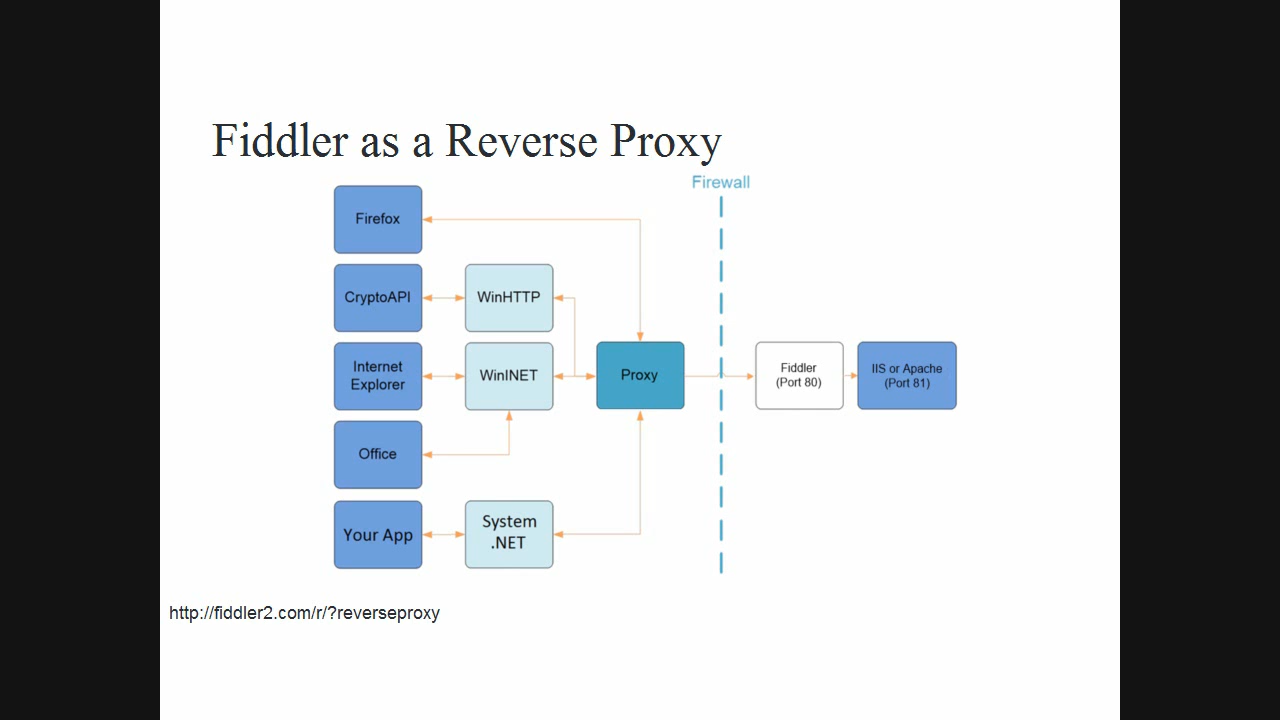 Fiddler as a Reverse Proxy
Firewall
Firefox
CryptoAPI
WinHTTP
Internet
Explorer
WinINET
Proxy
Fiddler
(Port 80)
IIS or Apache
(Port 81)
Office
Your App
System
.NET
http://fiddler2.com/r/?reverseproxy